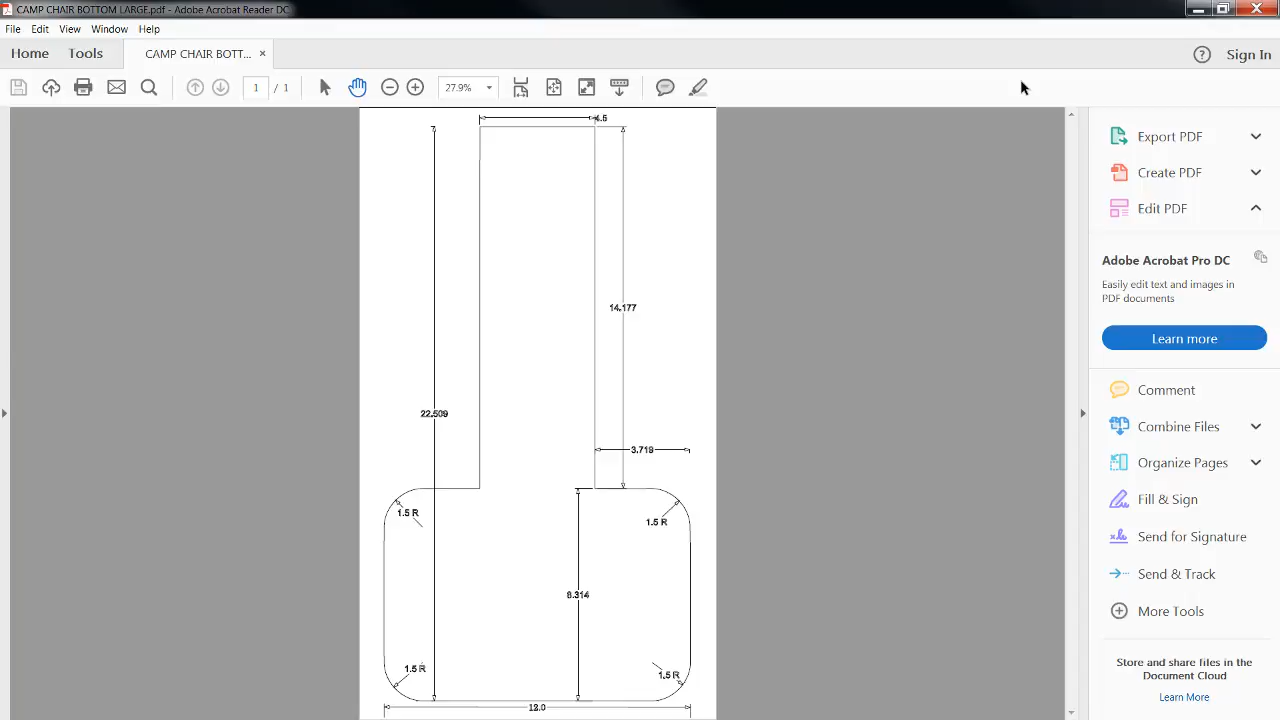 CAMP CHAIR BOTTOM LARGE.pdf - Adobe Acrobat Reader DC
File Edit View Window Help
Home Tools CAMP CHAIR BOTT... × Sign In
1 / 1 27.9%
4.5
14.177
22.509
3.719
1.5 R
1.5 R
8.314
1.5 R
1.5 R
12.0
Export PDF
Create PDF
Edit PDF
Adobe Acrobat Pro DC
Easily edit text and images in
PDF documents
Learn more
Comment
Combine Files
Organize Pages
Fill & Sign
Send for Signature
Send & Track
More Tools
Store and share files in the
Document Cloud
Learn More